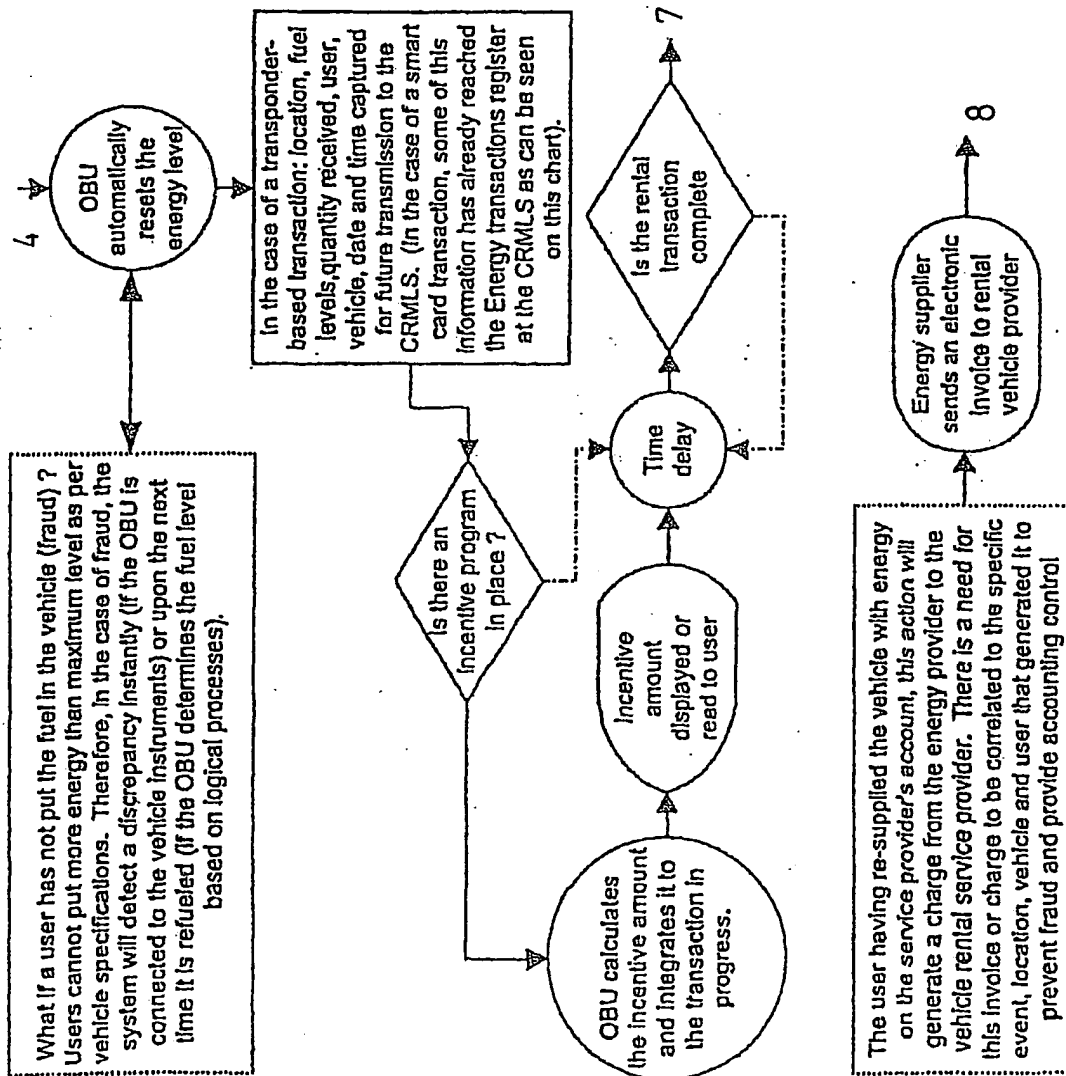 4
OBU
automatically
resets the
energy level
What if a user has not put the fuel in the vehicle (fraud) ?
Users cannot put more energy than maximum level as per
vehicle specifications. Therefore, in the case of fraud, the
system will detect a discrepancy instantly (if the OBU is
connected to the vehicle instruments) or upon the next
time it is refueled (if the OBU determines the fuel level
based on logical processes).
In the case of a transponder-
based transaction: location, fuel
levels,quantity received, user,
vehicle, date and time captured
for future transmission to the
CRMLS. (In the case of a smart
card transaction, some of this
information has already reached
the Energy transactions register
at the CRMLS as can be seen
on this chart).
Is there an
incentive program
in place ?
OBU calculates
the incentive amount
and integrates it to
the transaction in
progress.
Incentive
amount
displayed or
read to user
Time
delay
Is the rental
transaction
complete
7
The user having re-supplied the vehicle with energy
on the service provider's account, this action will
generate a charge from the energy provider to the
vehicle rental service provider. There is a need for
this invoice or charge to be correlated to the specific
event, location, vehicle and user that generated it to
prevent fraud and provide accounting control
Energy supplier
sends an electronic
invoice to rental
vehicle provider
8